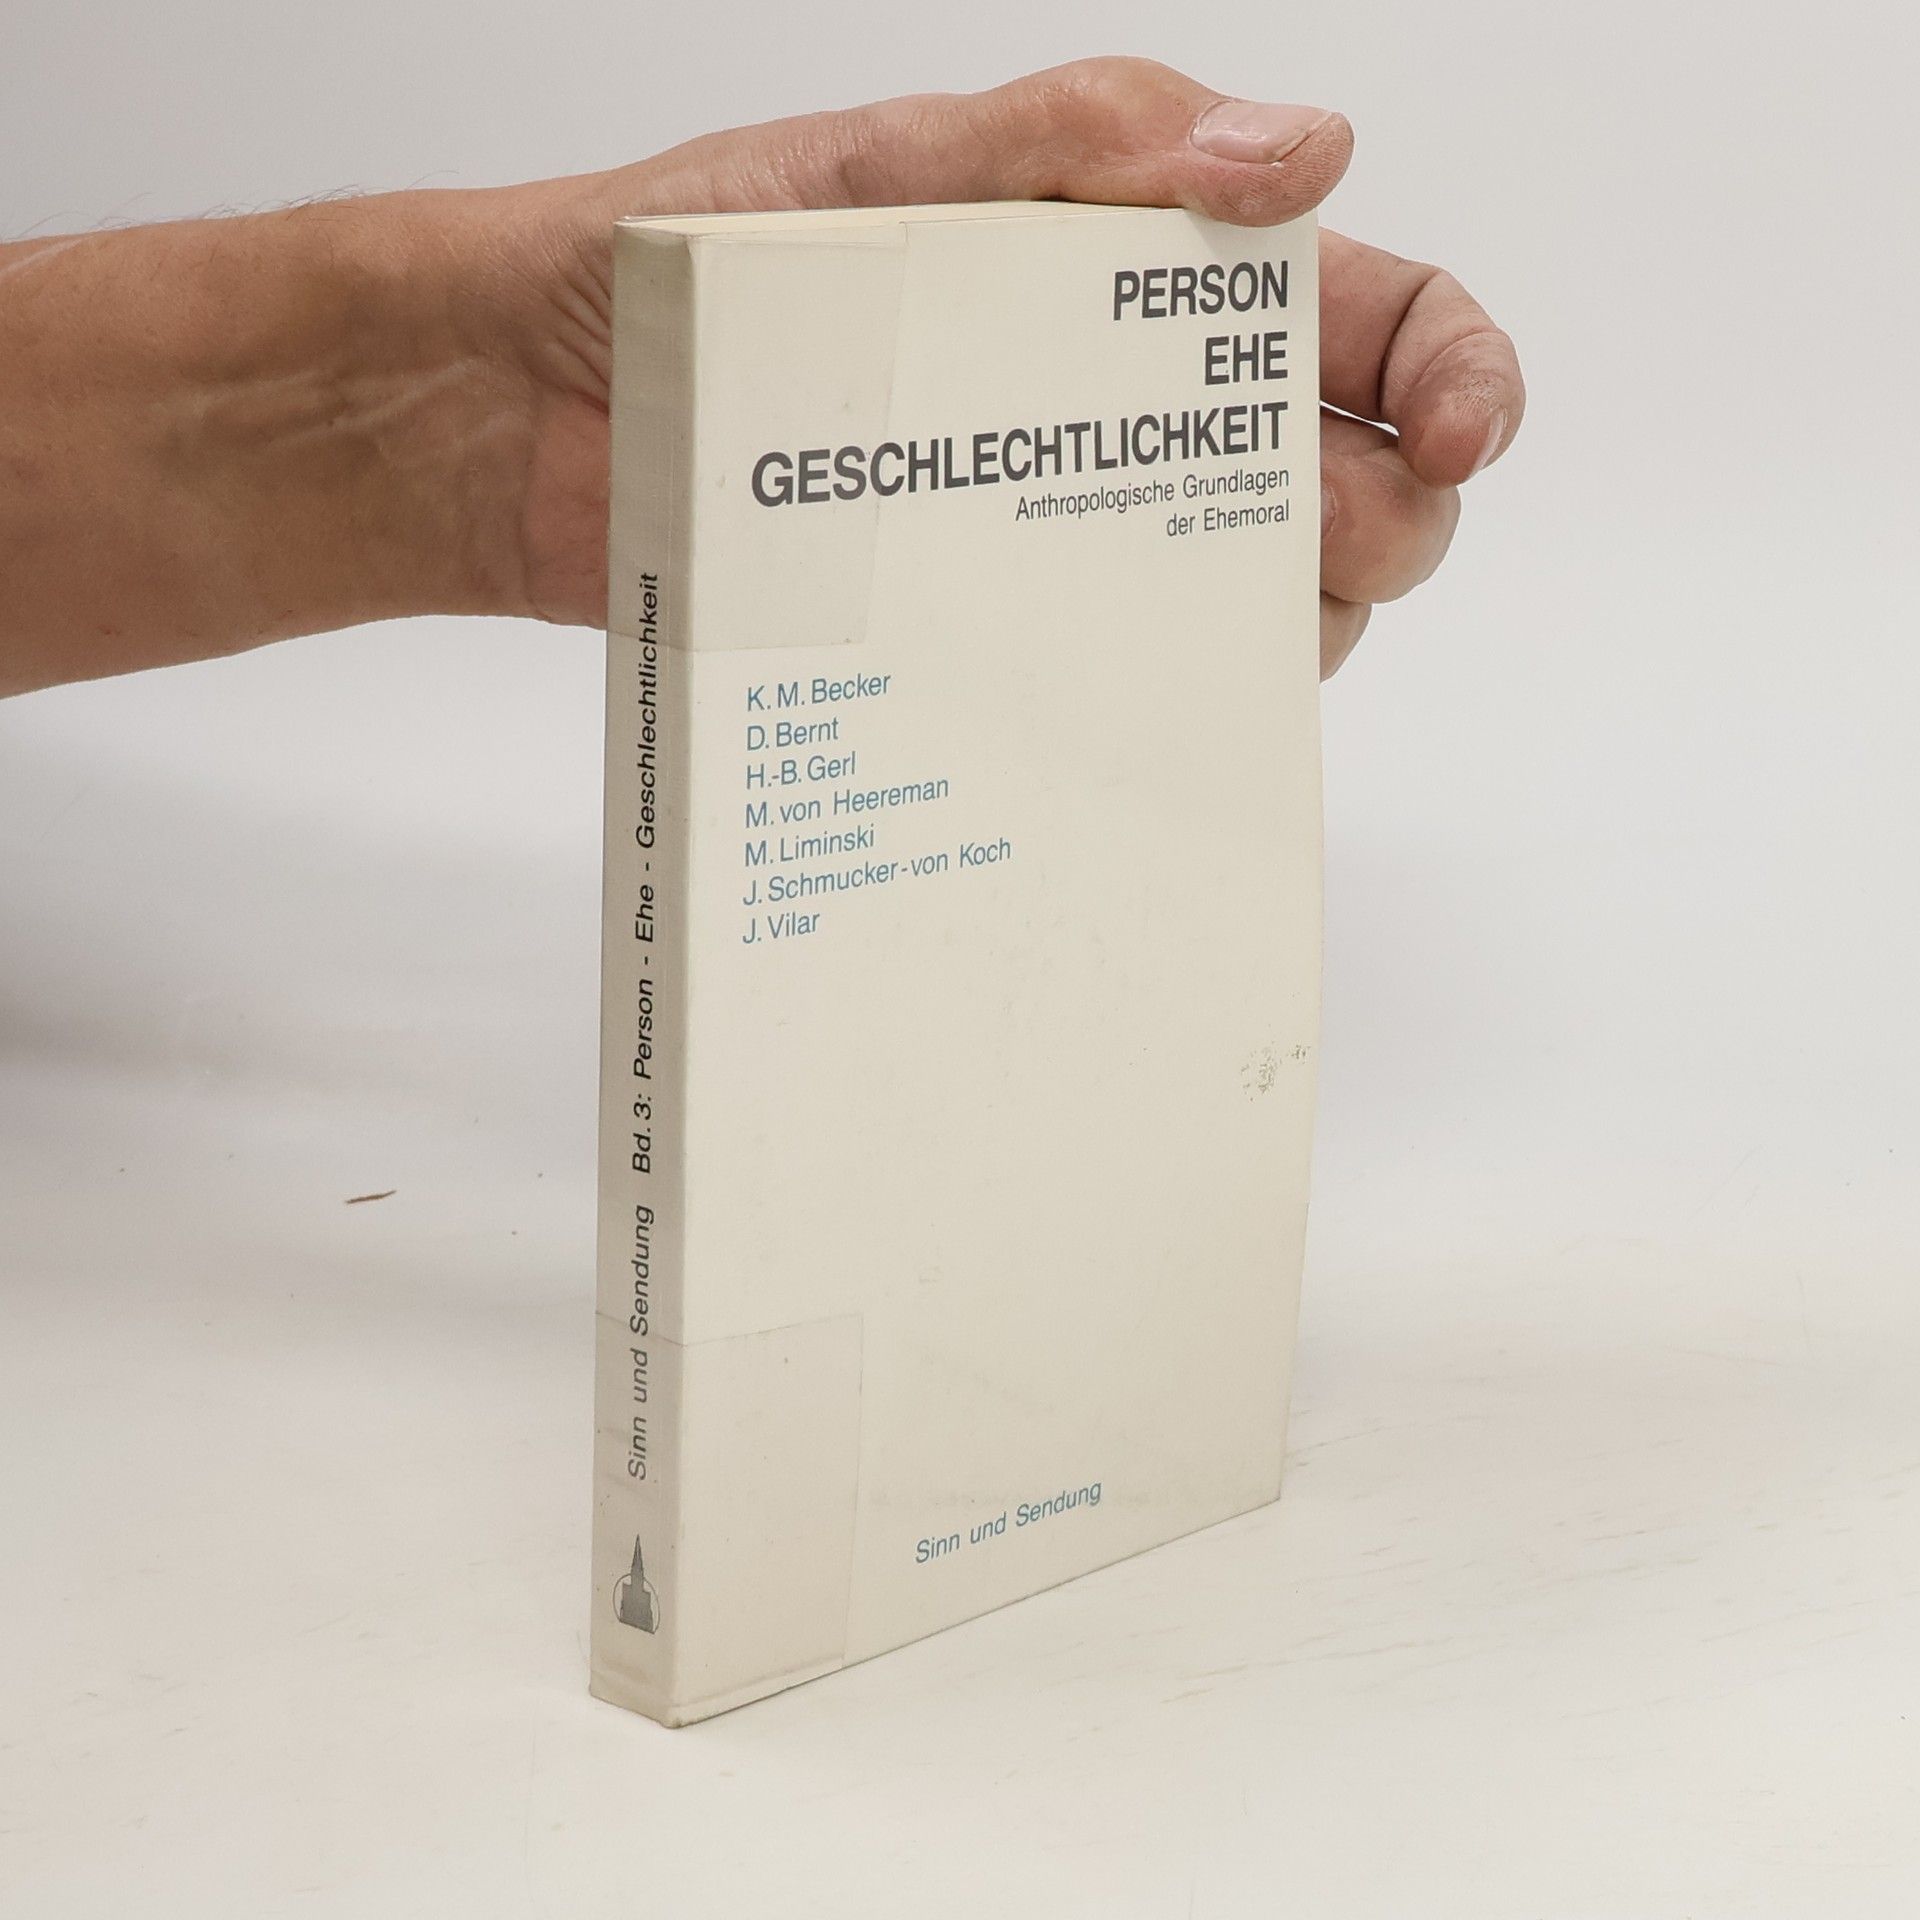 PERSON
EHE
GESCHLECHTLICHKEIT
Anthropologische Grundlagen
der Ehemoral
K. M. Becker
D. Bernt
H.-B. Gerl
M. von Heereman
M. Liminski
J. Schmucker-von Koch
J. Vilar
Sinn und Sendung
Sinn und Sendung Bd. 3: Person - Ehe - Geschlechtlichkeit